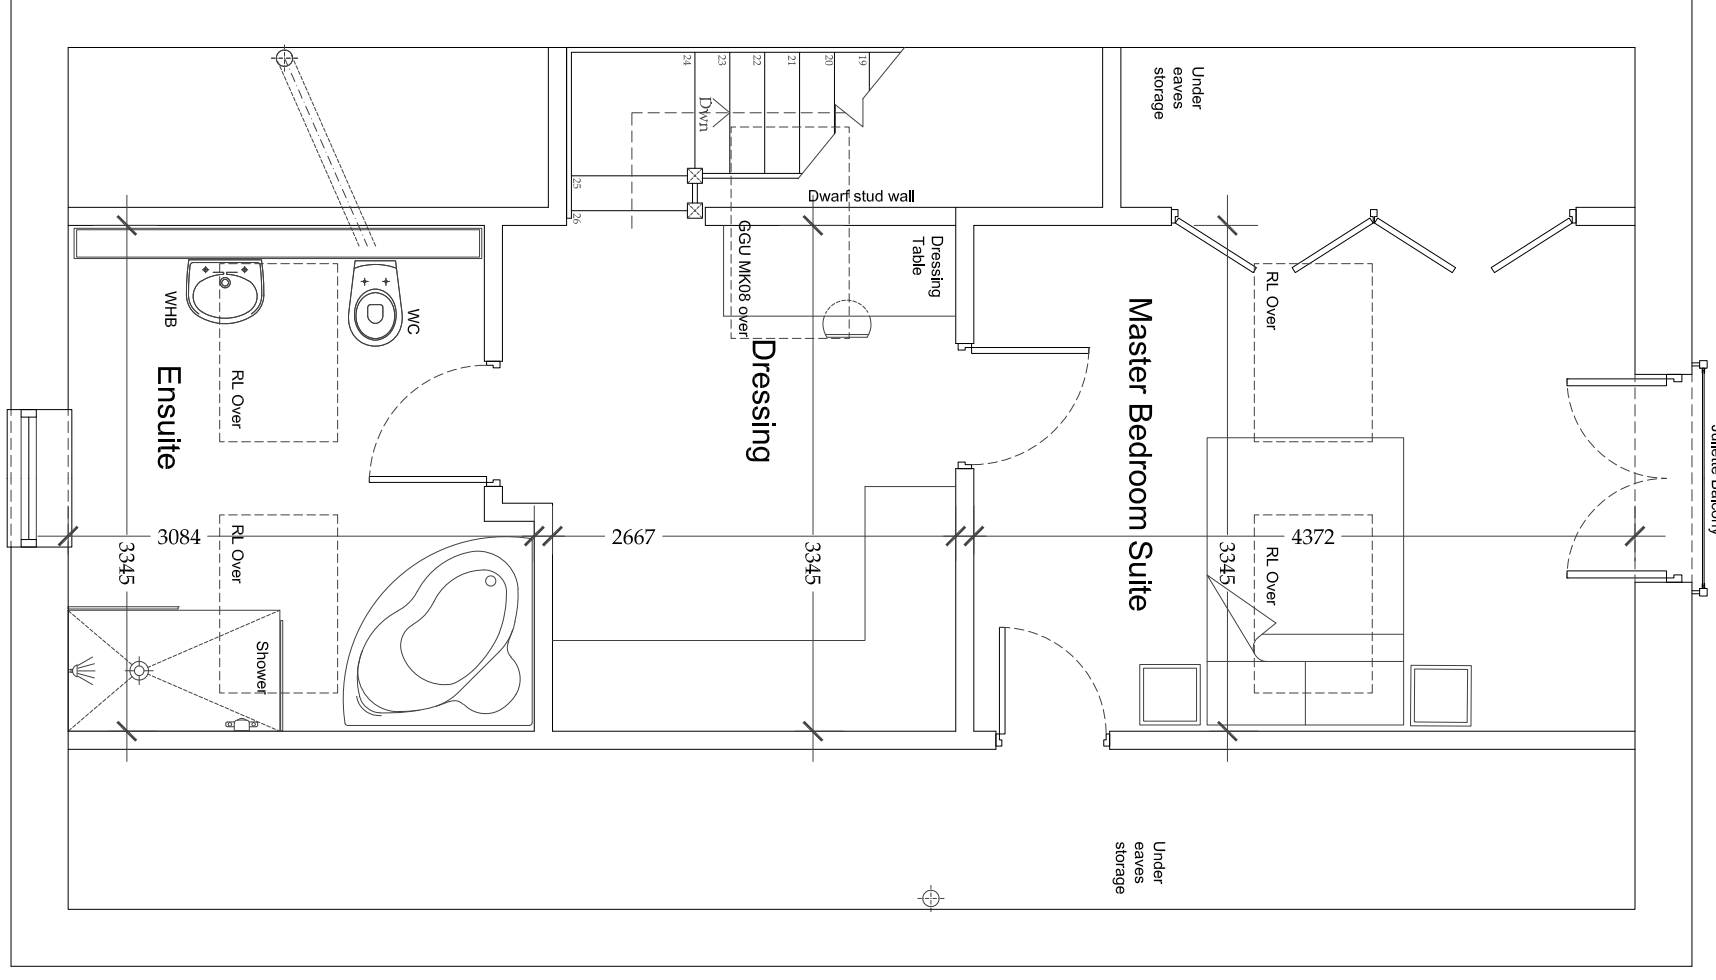 Under
eaves
storage
19
20
21
22
23
24
25
26
Dwn
Dwarf stud wall
GGU MK08 over
Dressing
Table
WHB
WC
RL Over
RL Over
RL Over
RL Over
Ensuite
Dressing
Master Bedroom Suite
Juliette Balcony
3084
2667
4372
3345
3345
3345
Shower
Under
eaves
storage